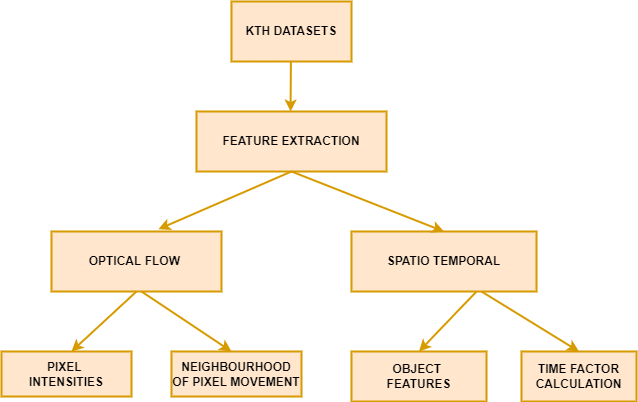 KTH DATASETS
FEATURE EXTRACTION
OPTICAL FLOW
SPATIO TEMPORAL
PIXEL
INTENSITIES
NEIGHBOURHOOD
OF PIXEL MOVEMENT
OBJECT
FEATURES
TIME FACTOR
CALCULATION